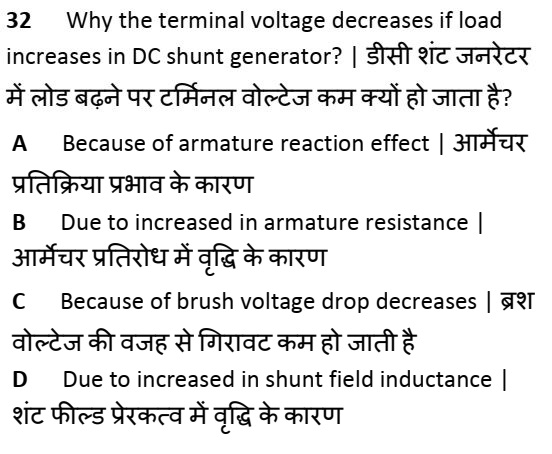 32 Why the terminal voltage decreases if load
increases in DC shunt generator? | डीसी शंट जनरेटर
में लोड बढ़ने पर टर्मिनल वोल्टेज कम क्यों हो जाता है?
A Because of armature reaction effect | आर्मेचर
प्रतिक्रिया प्रभाव के कारण
B Due to increased in armature resistance |
आर्मेचर प्रतिरोध में वृद्धि के कारण
C Because of brush voltage drop decreases | ब्रश
वोल्टेज की वजह से गिरावट कम हो जाती है
D Due to increased in shunt field inductance |
शंट फील्ड प्रेरकत्व में वृद्धि के कारण